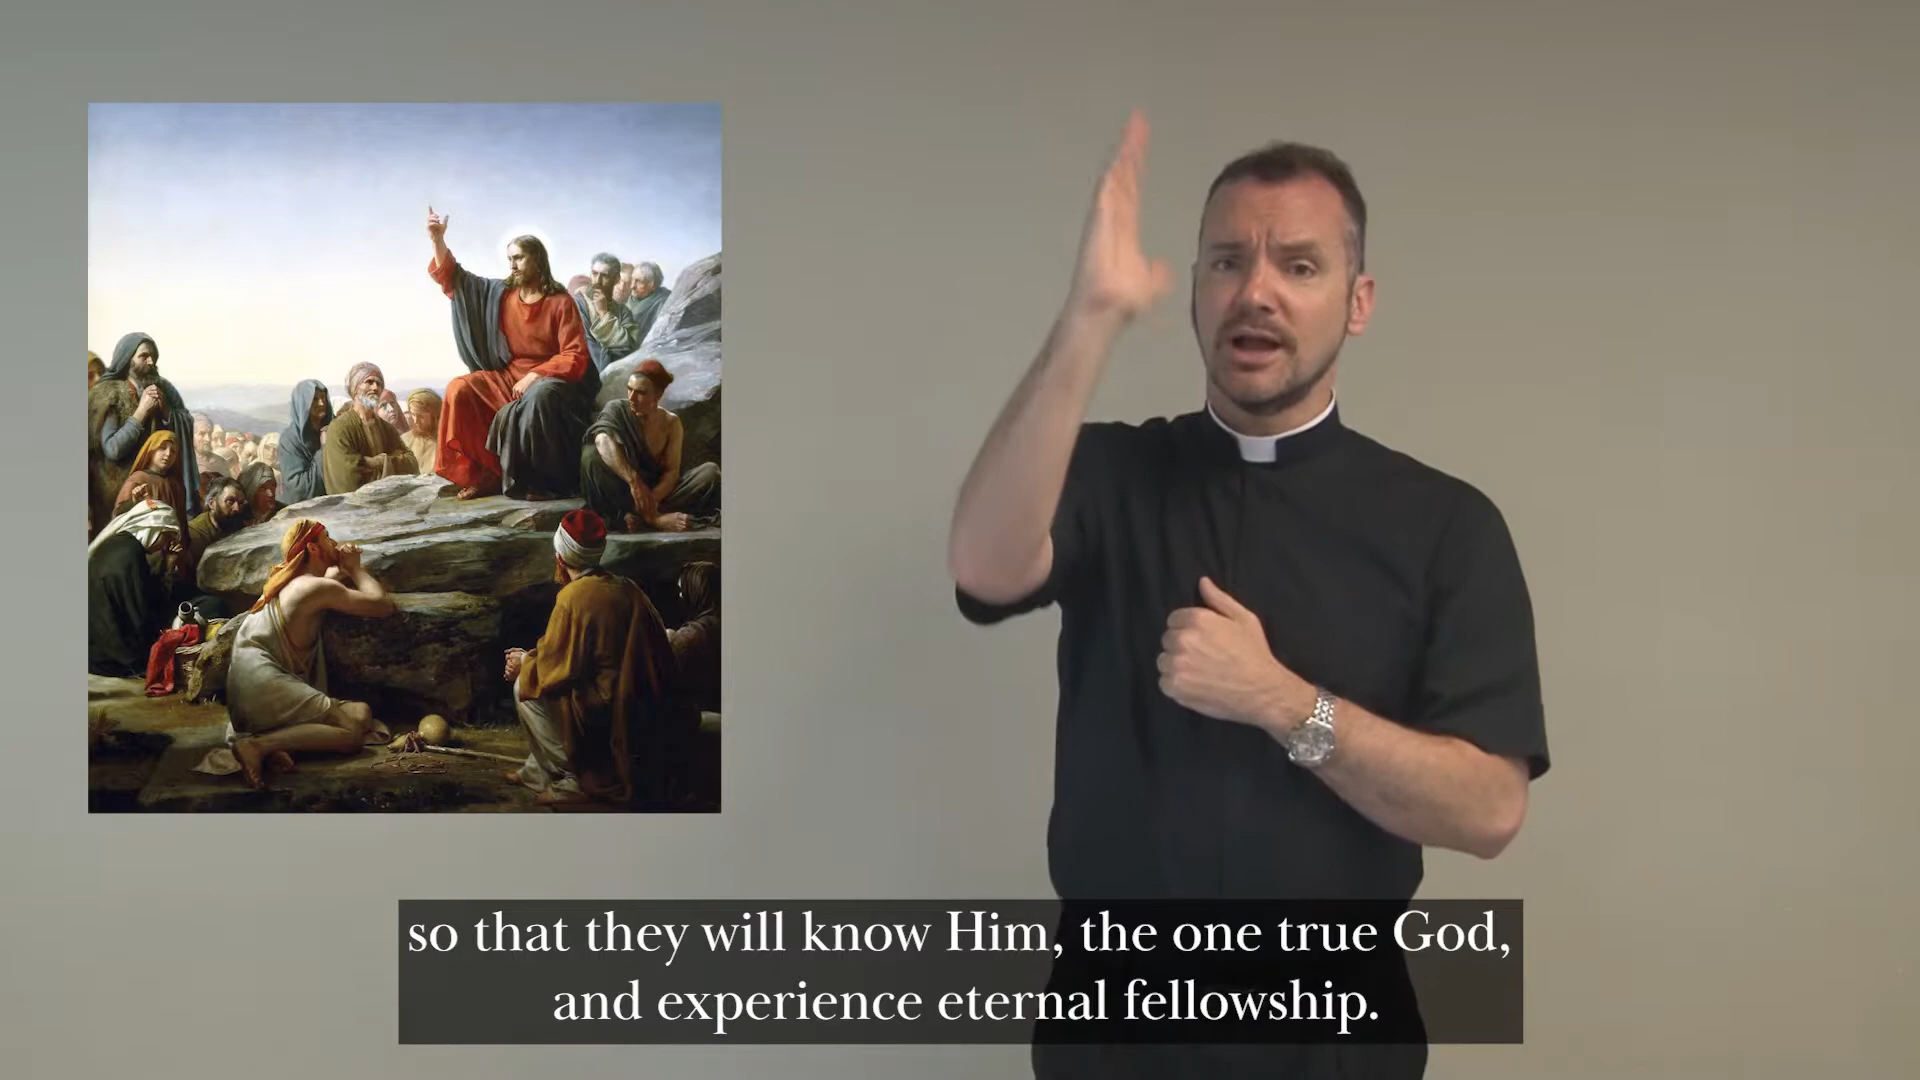 so that they will know Him, the one true God,
and experience eternal fellowship.